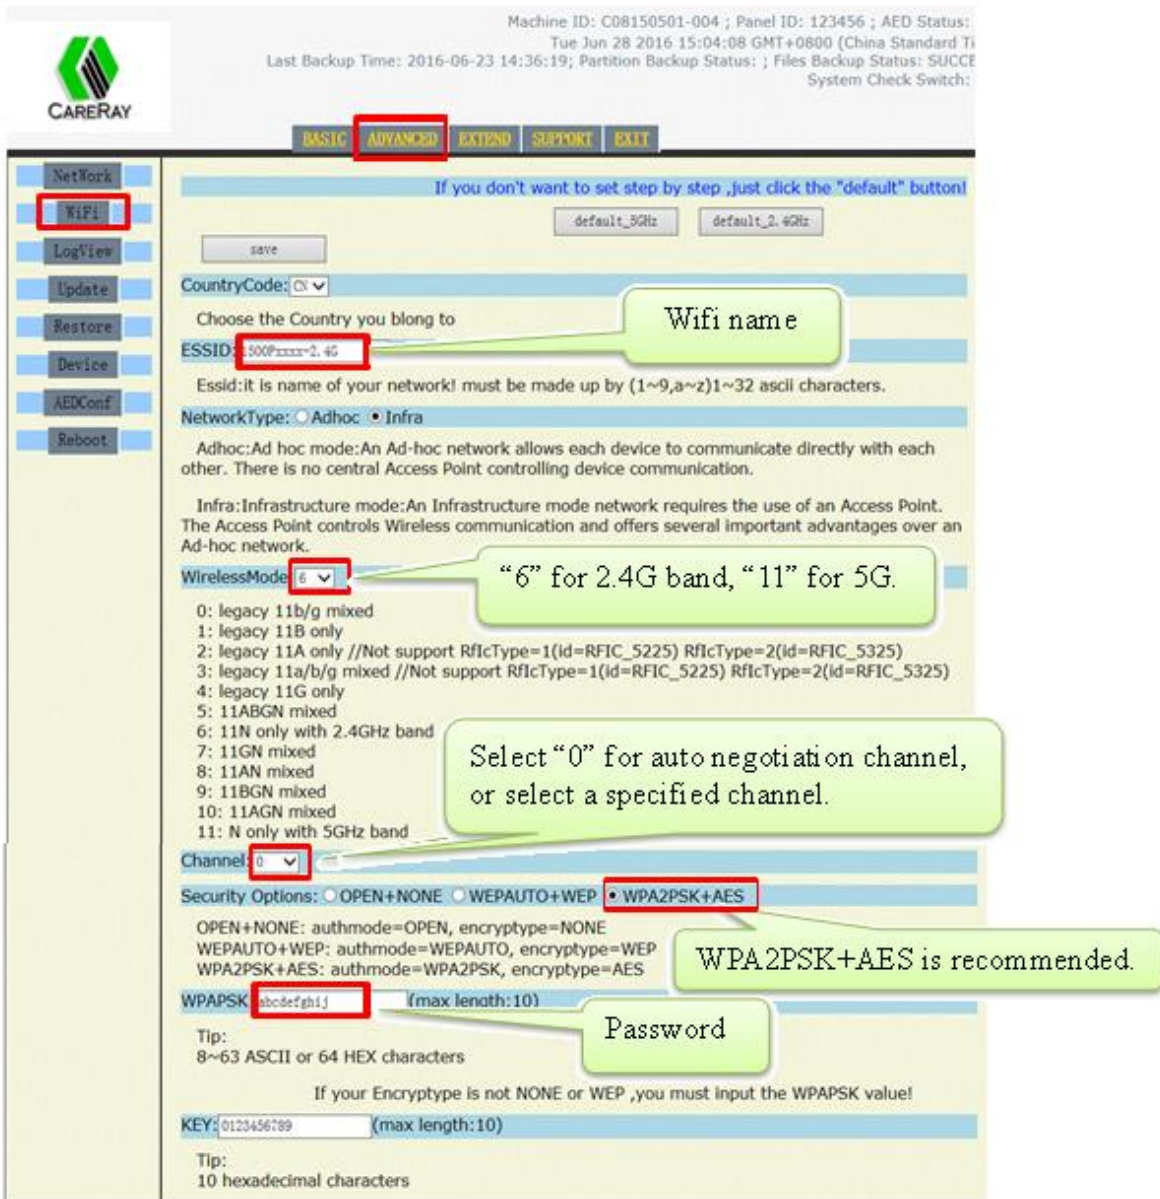 Machine ID: C08150501-004 ; Panel ID: 123456 ; AED Status:
Tue Jun 28 2016 15:04:08 GMT+0800 (China Standard Ti
Last Backup Time: 2016-06-23 14:36:19; Partition Backup Status: ; Files Backup Status: SUCCE
System Check Switch:
CARERAY
BASIC ADVANCED EXTEND SUPPORT EXIT
NetWork
WiFi
LogView
Update
Restore
Device
AEDConf
Reboot
If you don't want to set step by step ,just click the "default" button!
default_5GHz default_2.4GHz
save
CountryCode: CN
Choose the Country you blong to
Wifi name
ESSID: 1500Pxxxx-2.4G
Essid:it is name of your network! must be made up by (1~9,a~z)1~32 ascii characters.
NetworkType: Adhoc Infra
Adhoc:Ad hoc mode:An Ad-hoc network allows each device to communicate directly with each
other. There is no central Access Point controlling device communication.
Infra:Infrastructure mode:An Infrastructure mode network requires the use of an Access Point.
The Access Point controls Wireless communication and offers several important advantages over an
Ad-hoc network.
WirelessMode 6
“6” for 2.4G band, “11” for 5G.
0: legacy 11b/g mixed
1: legacy 11B only
2: legacy 11A only //Not support RfIcType=1(id=RFIC_5225) RfIcType=2(id=RFIC_5325)
3: legacy 11a/b/g mixed //Not support RfIcType=1(id=RFIC_5225) RfIcType=2(id=RFIC_5325)
4: legacy 11G only
5: 11ABGN mixed
6: 11N only with 2.4GHz band
7: 11GN mixed
8: 11AN mixed
9: 11BGN mixed
10: 11AGN mixed
11: N only with 5GHz band
Select “0” for auto negotiation channel,
or select a specified channel.
Channel: 0
Security Options: OPEN+NONE WEPAUTO+WEP WPA2PSK+AES
OPEN+NONE: authmode=OPEN, encryptype=NONE
WEPAUTO+WEP: authmode=WEPAUTO, encryptype=WEP
WPA2PSK+AES: authmode=WPA2PSK, encryptype=AES
WPA2PSK+AES is recommended.
WPAPSK abcdefghij (max length:10)
Password
Tip:
8~63 ASCII or 64 HEX characters
If your Encryptype is not NONE or WEP ,you must input the WPAPSK value!
KEY: 0123456789 (max length:10)
Tip:
10 hexadecimal characters